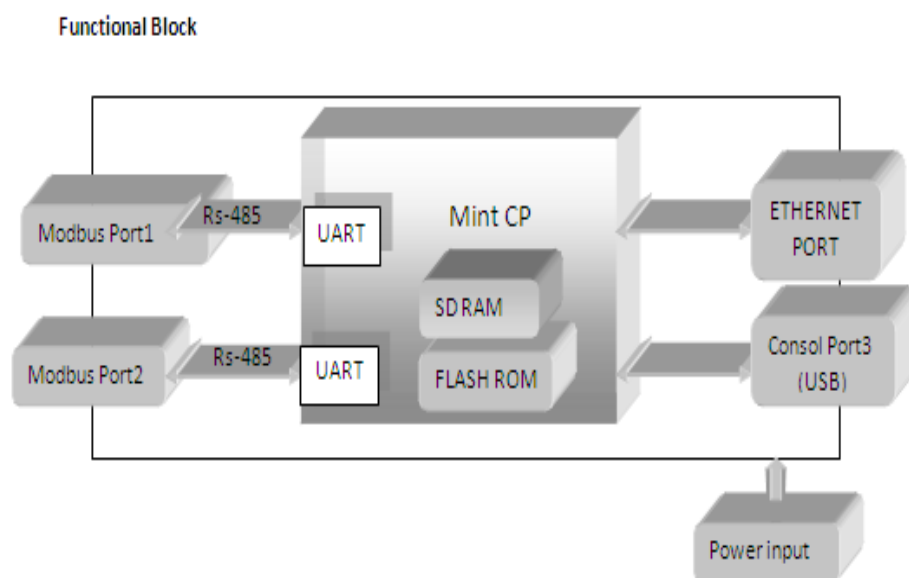 Functional Block
Modbus Port1
Rs-485
UART
Mint CP
ETHERNET
PORT
SD RAM
Modbus Port2
Rs-485
UART
FLASH ROM
Consol Port3
(USB)
Power input